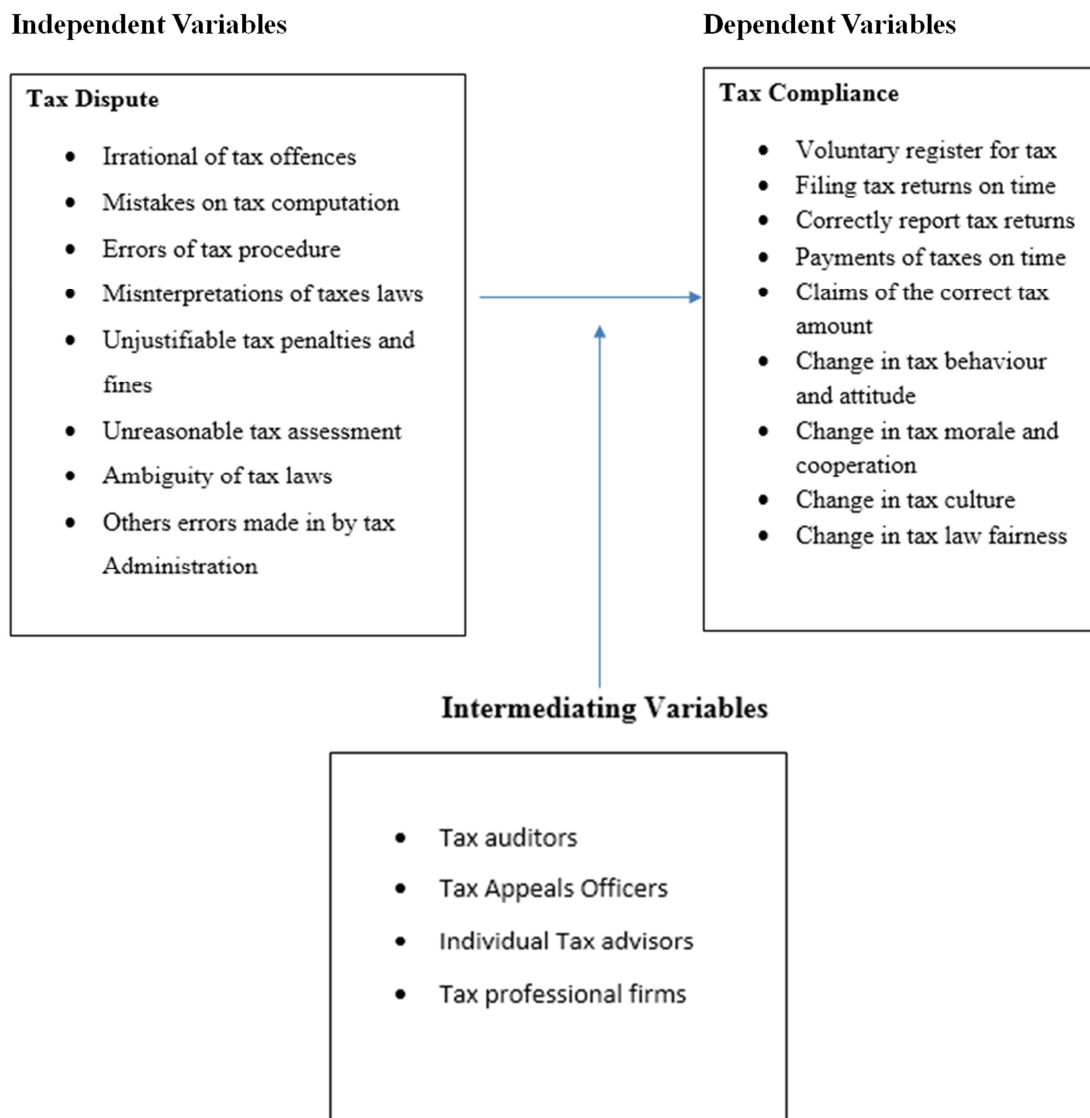 Independent Variables
Tax Dispute
• Irrational of tax offences
• Mistakes on tax computation
• Errors of tax procedure
• Misnterpretations of taxes laws
• Unjustifiable tax penalties and
fines
• Unreasonable tax assessment
• Ambiguity of tax laws
• Others errors made in by tax
Administration
Dependent Variables
Tax Compliance
• Voluntary register for tax
• Filing tax returns on time
• Correctly report tax returns
• Payments of taxes on time
• Claims of the correct tax
amount
• Change in tax behaviour
and attitude
• Change in tax morale and
cooperation
• Change in tax culture
• Change in tax law fairness
Intermediating Variables
• Tax auditors
• Tax Appeals Officers
• Individual Tax advisors
• Tax professional firms